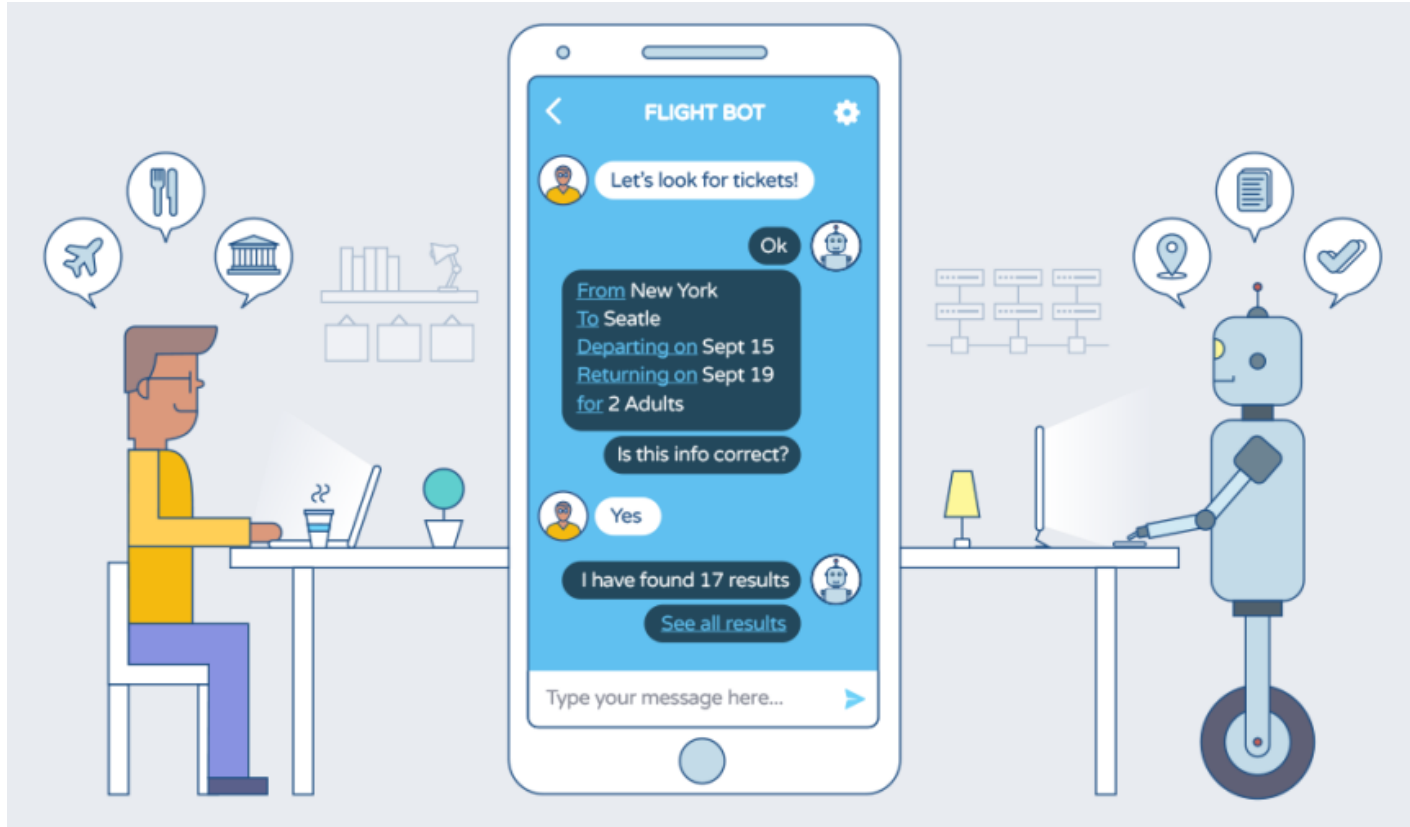 FLIGHT BOT
Let's look for tickets!
Ok
From New York
To Seatle
Departing on Sept 15
Returning on Sept 19
for 2 Adults
Is this info correct?
Yes
I have found 17 results
See all results
Type your message here...